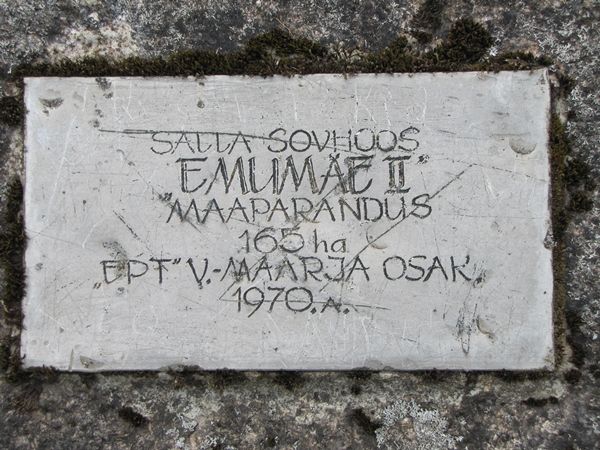 SALLA SOVHOOS
"EMUMÄE II"
"MAAPARANDUS
165 ha
„EPT" V.-MAARJA OSAK.
1970.A.